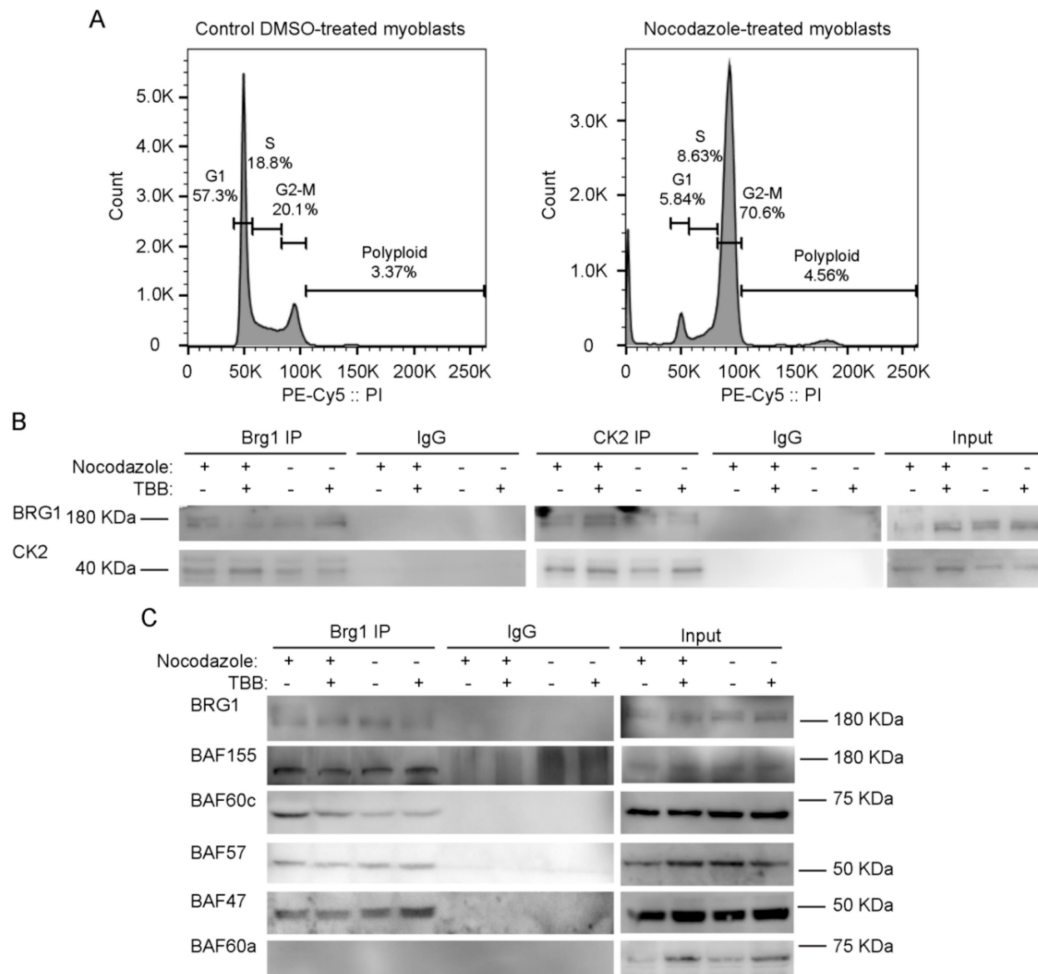 A
Control DMSO-treated myoblasts
Nocodazole-treated myoblasts
5.0K
4.0K
3.0K
2.0K
1.0K
0
Count
G1
57.3%
S
18.8%
G2-M
20.1%
Polyploid
3.37%
0 50K 100K 150K 200K 250K
PE-Cy5 :: PI
3.0K
2.0K
1.0K
0
Count
S
8.63%
G1
5.84%
G2-M
70.6%
Polyploid
4.56%
0 50K 100K 150K 200K 250K
PE-Cy5 :: PI
B
Brg1 IP IgG CK2 IP IgG Input
Nocodazole: + + - - + + - - + + - - + + - - + + - -
TBB: - + - + - + - + - + - + - + - + - + - +
BRG1 180 KDa
CK2
40 KDa
C
Brg1 IP IgG Input
Nocodazole: + + - - + + - - + + - -
TBB: - + - + - + - + - + - +
BRG1
180 KDa
BAF155
180 KDa
BAF60c
75 KDa
BAF57
50 KDa
BAF47
50 KDa
BAF60a
75 KDa